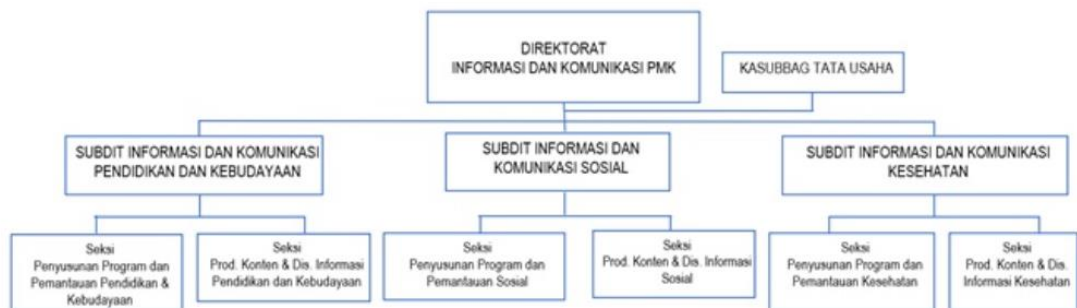 DIREKTORAT
INFORMASI DAN KOMUNIKASI PMK
KASUBBAG TATA USAHA
SUBDIT INFORMASI DAN KOMUNIKASI
PENDIDIKAN DAN KEBUDAYAAN
SUBDIT INFORMASI DAN
KOMUNIKASI SOSIAL
SUBDIT INFORMASI DAN KOMUNIKASI
KESEHATAN
Seksi
Penyusunan Program dan
Pemantauan Pendidikan &
Kebudayaan
Seksi
Prod. Konten & Dis. Informasi
Pendidikan dan Kebudayaan
Seksi
Penyusunan Program dan
Pemantauan Sosial
Seksi
Prod. Konten & Dis. Informasi
Sosial
Seksi
Penyusunan Program dan
Pemantauan Kesehatan
Seksi
Prod. Konten & Dis.
Informasi Kesehatan